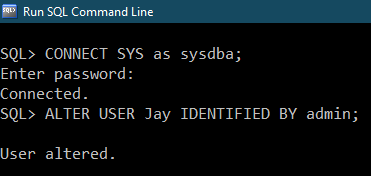 Run SQL Command Line
SQL> CONNECT SYS as sysdba;
Enter password:
Connected.
SQL> ALTER USER Jay IDENTIFIED BY admin;
User altered.